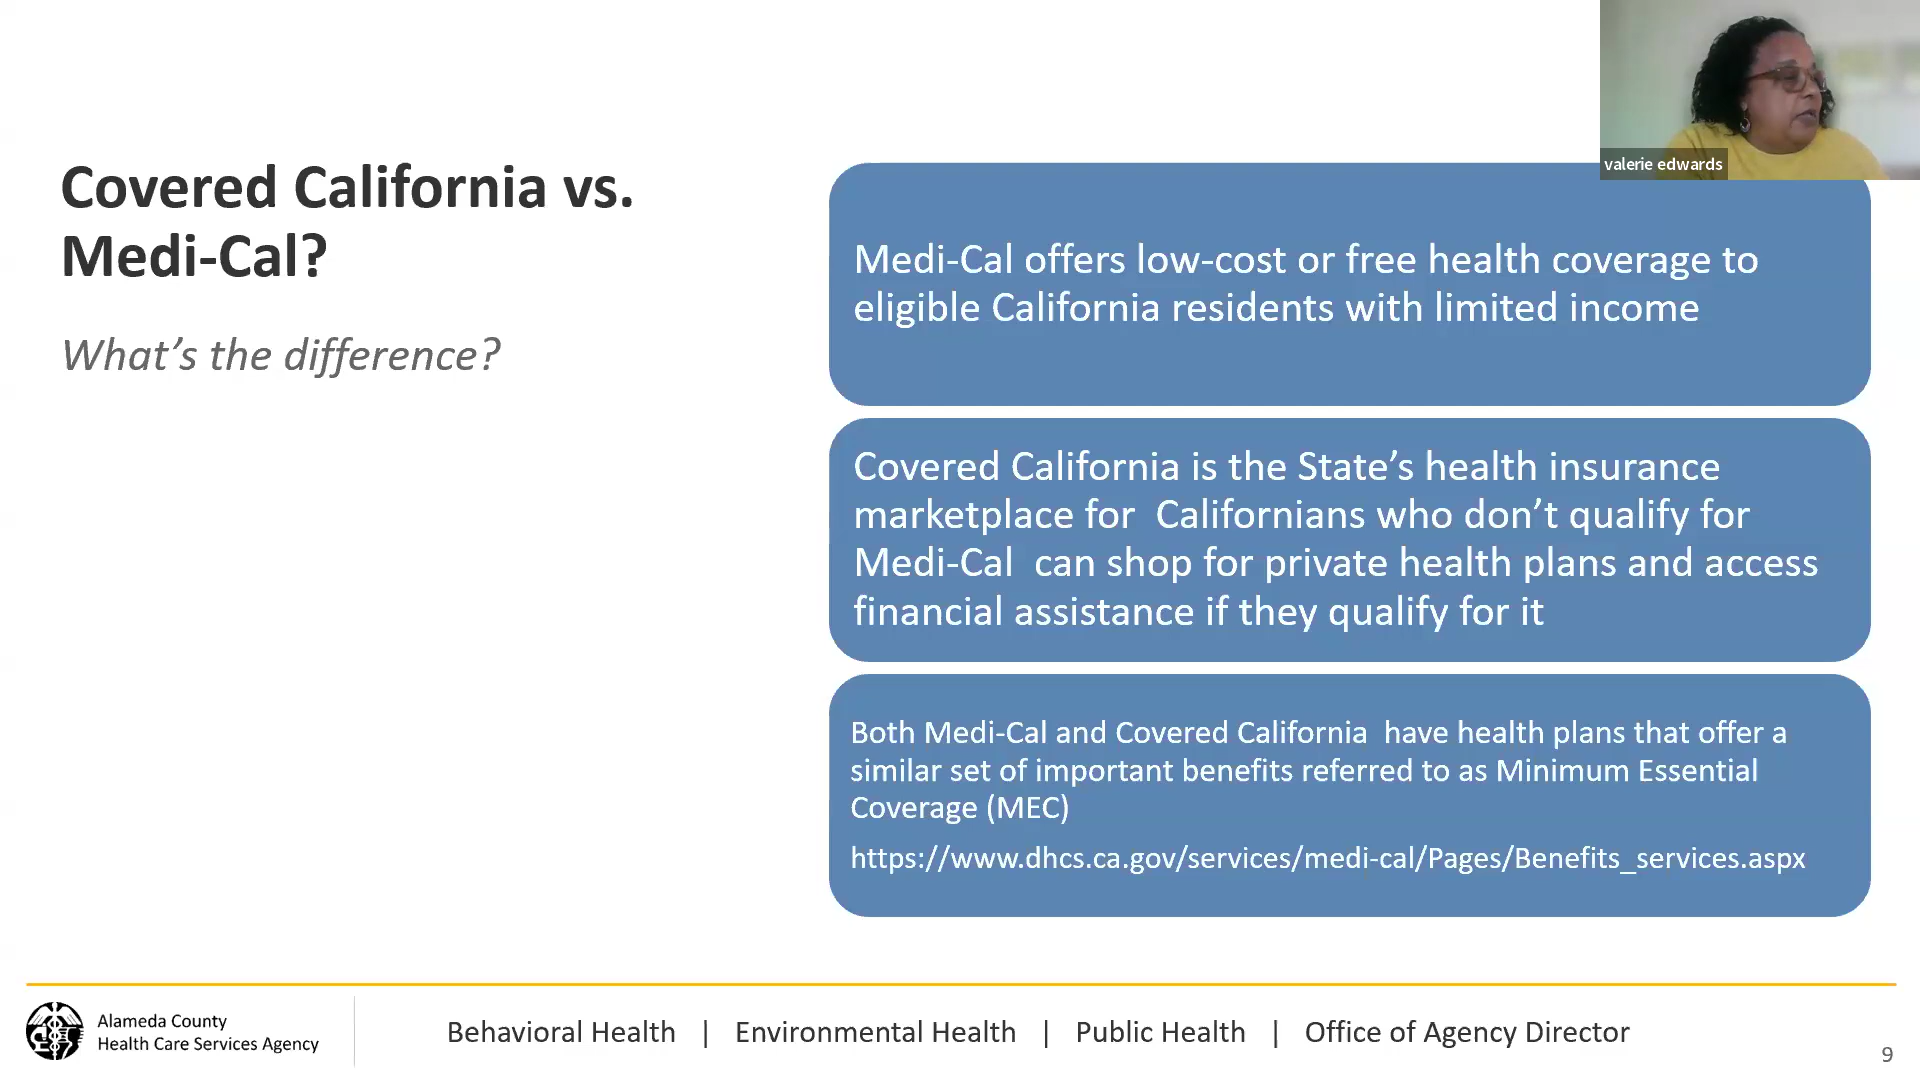 valerie edwards
Covered California vs.
Medi-Cal?
What’s the difference?
Medi-Cal offers low-cost or free health coverage to
eligible California residents with limited income
Covered California is the State’s health insurance
marketplace for  Californians who don’t qualify for
Medi-Cal  can shop for private health plans and access
financial assistance if they qualify for it
Both Medi-Cal and Covered California  have health plans that offer a
similar set of important benefits referred to as Minimum Essential
Coverage (MEC)
https://www.dhcs.ca.gov/services/medi-cal/Pages/Benefits_services.aspx
Alameda County
Health Care Services Agency
Behavioral Health | Environmental Health | Public Health | Office of Agency Director
9